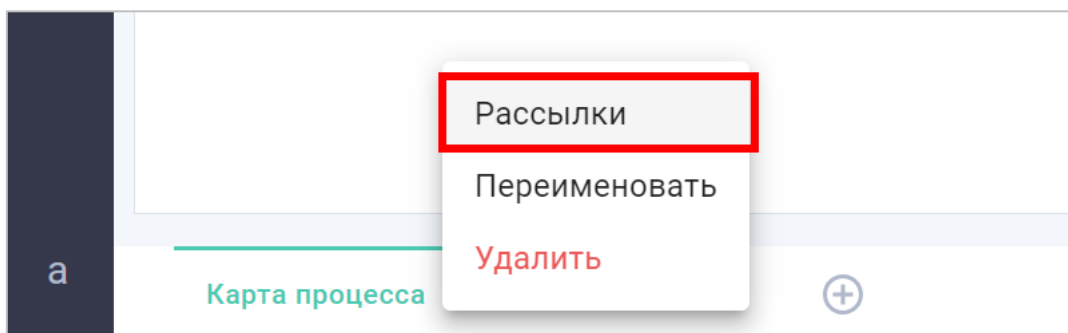 Рассылки
Переименовать
Удалить
а
Карта процесса